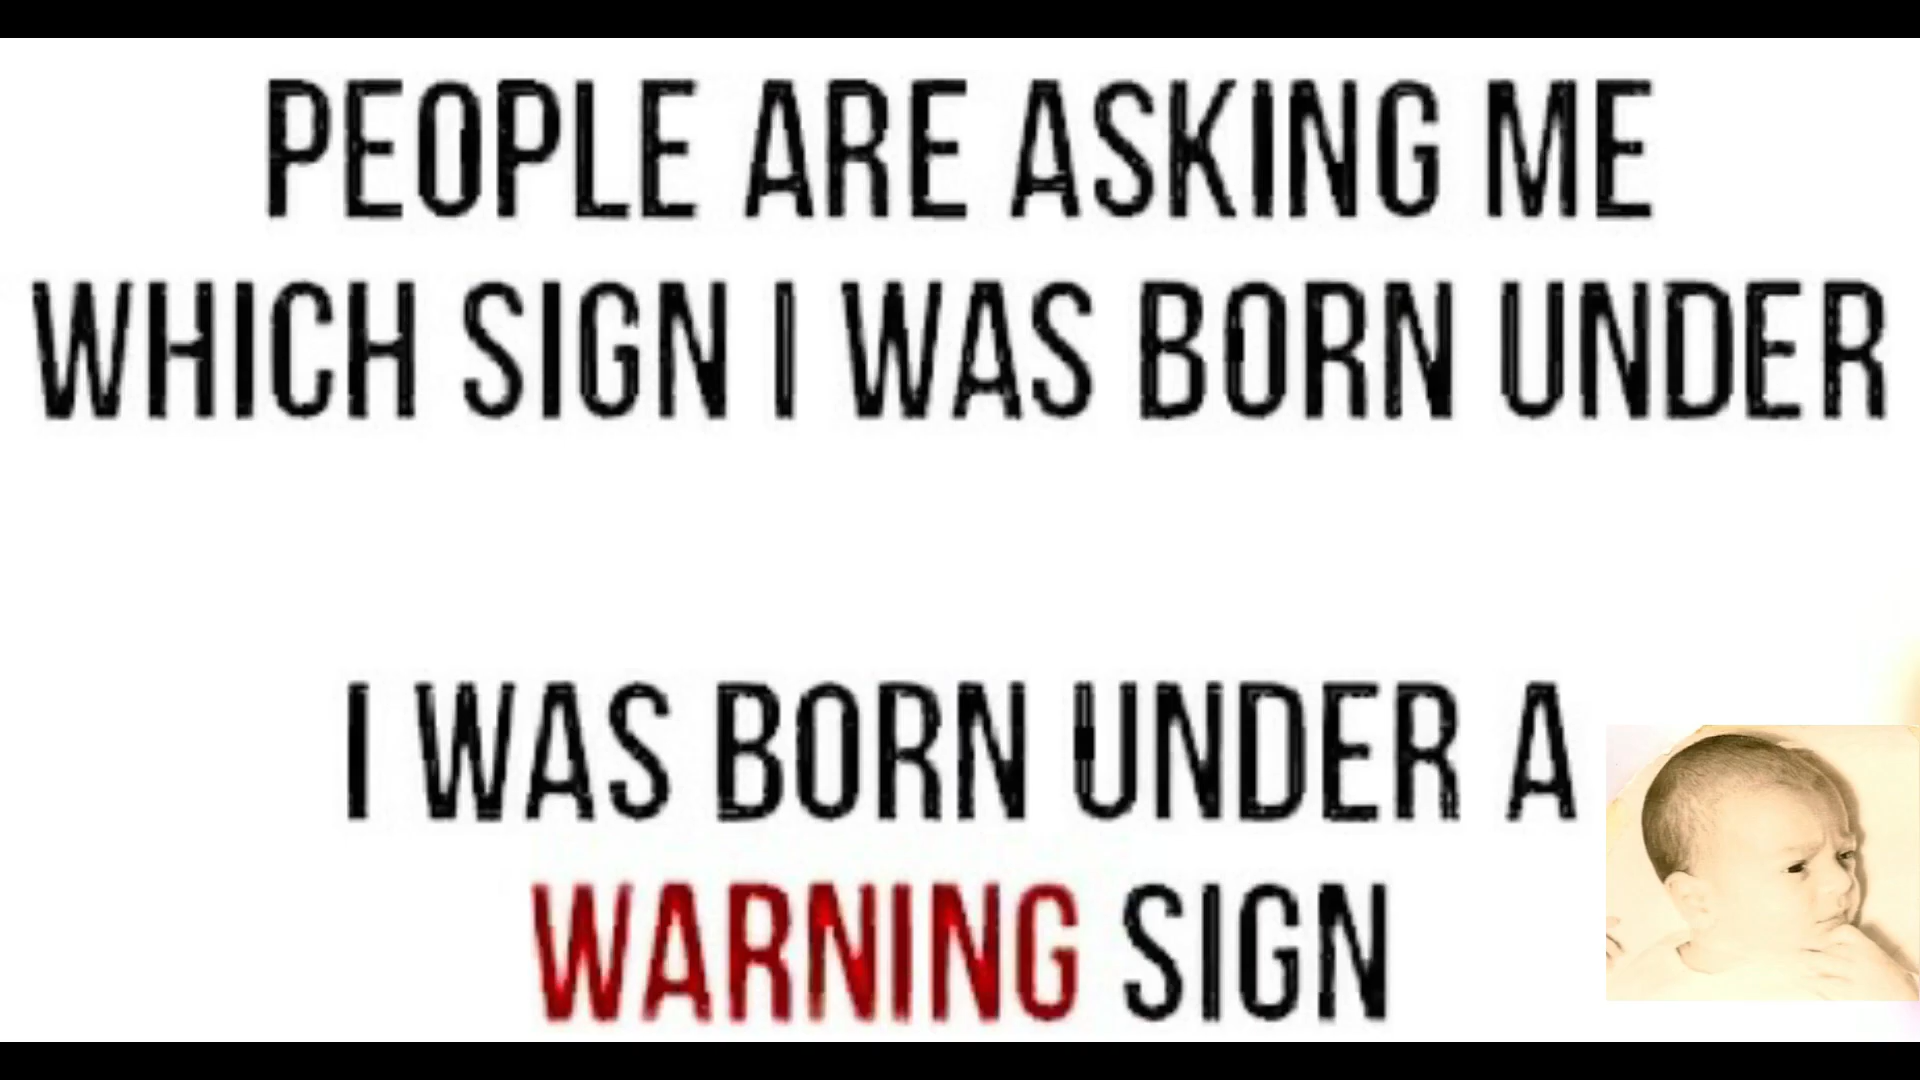 PEOPLE ARE ASKING ME
WHICH SIGN I WAS BORN UNDER
I WAS BORN UNDER A
WARNING SIGN